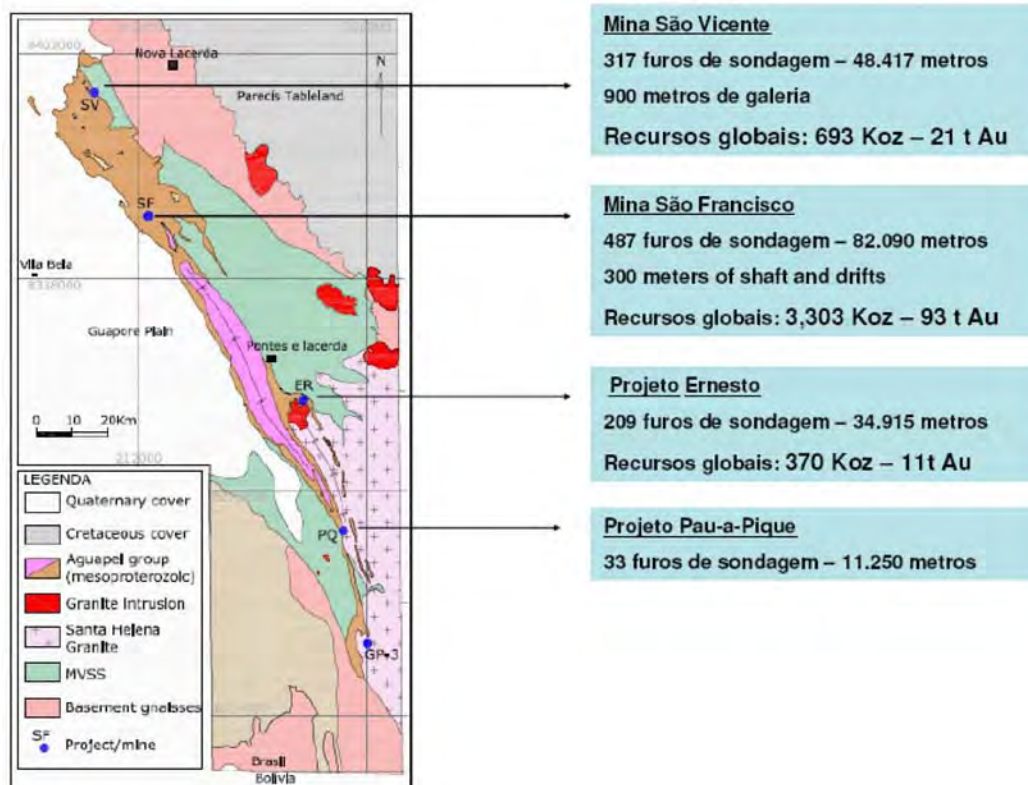 8402000
Nova Lacerda
N
Parecis Tableland
SV
SF
Vila Bela
8318000
Guapore Plain
Pontes e lacerda
ER
0 10 20Km
212000
PQ
GP-3
Brasil
Bolivia
LEGENDA
Quaternary cover
Cretaceous cover
Aguapeí group
(mesoproterozoic)
Granite Intrusion
Santa Helena
Granite
MVSS
Basement gnaisses
SF
Project/mine
Mina São Vicente
317 furos de sondagem – 48.417 metros
900 metros de galeria
Recursos globais: 693 Koz – 21 t Au
Mina São Francisco
487 furos de sondagem – 82.090 metros
300 meters of shaft and drifts
Recursos globais: 3,303 Koz – 93 t Au
Projeto Ernesto
209 furos de sondagem – 34.915 metros
Recursos globais: 370 Koz – 11t Au
Projeto Pau-a-Pique
33 furos de sondagem – 11.250 metros